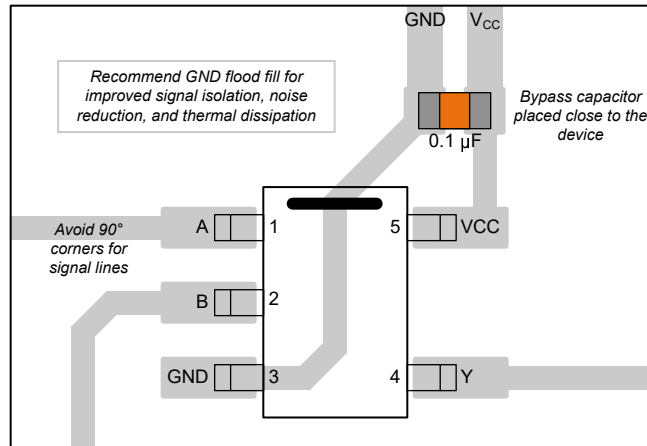 GND VCC
Recommend GND flood fill for
improved signal isolation, noise
reduction, and thermal dissipation
Bypass capacitor
placed close to the
device
0.1 µF
A 1 5 VCC
Avoid 90°
corners for
signal lines
B 2
GND 3 4 Y